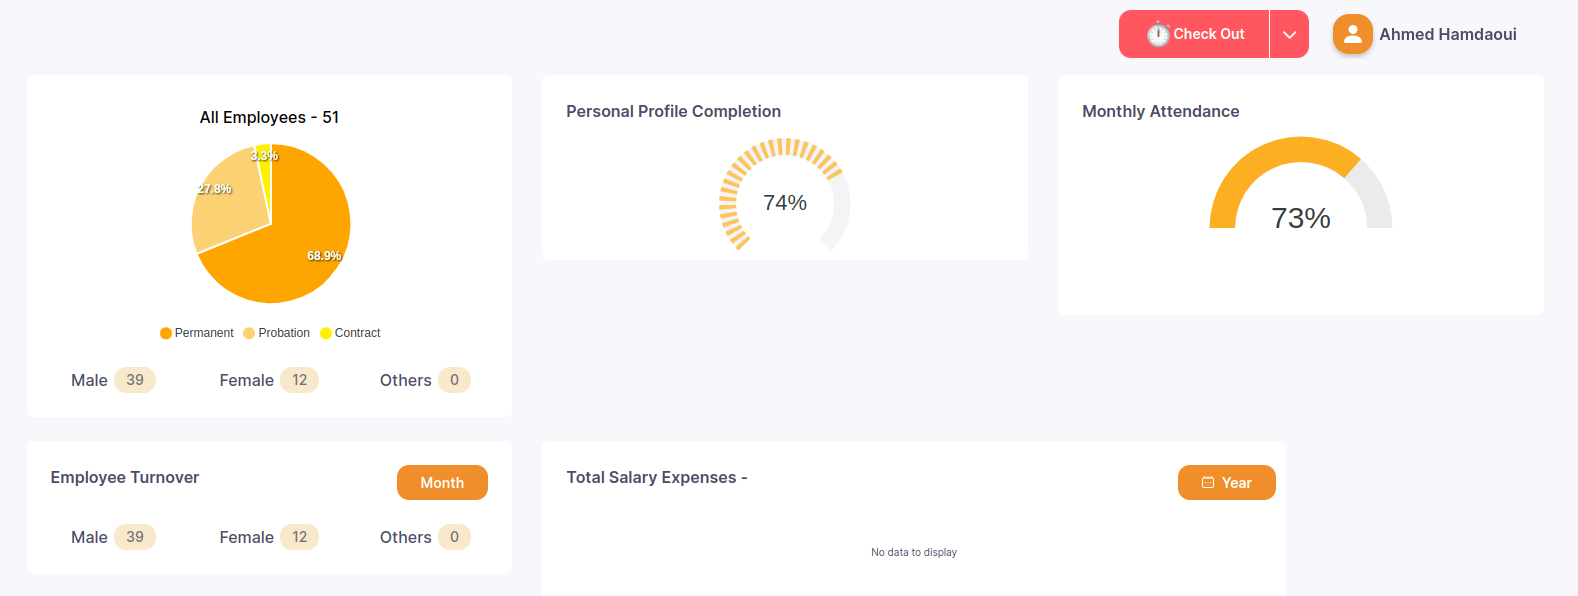 Check Out
Ahmed Hamdaoui
All Employees - 51
3.3%
27.8%
68.9%
Permanent Probation Contract
Male 39 Female 12 Others 0
Personal Profile Completion
74%
Monthly Attendance
73%
Employee Turnover
Month
Male 39 Female 12 Others 0
Total Salary Expenses -
Year
No data to display